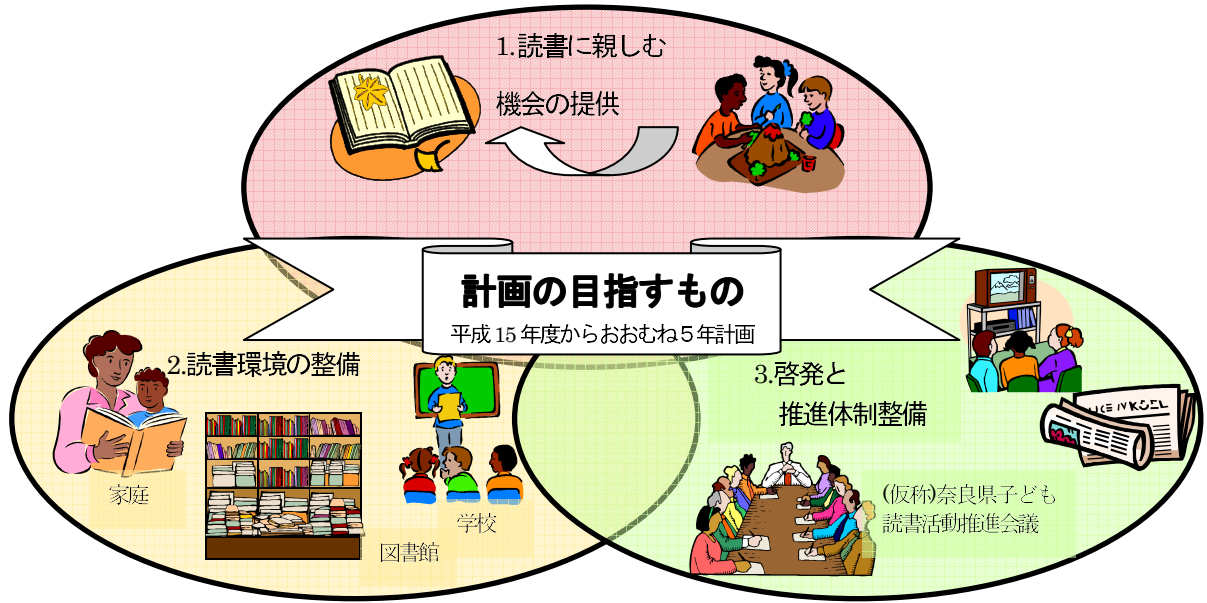 1.読書に親しむ
機会の提供
計画の目指すもの
平成 15 年度からおおむね５年計画
2.読書環境の整備
家庭
学校
図書館
3.啓発と
推進体制整備
(仮称)奈良県子ども
読書活動推進会議